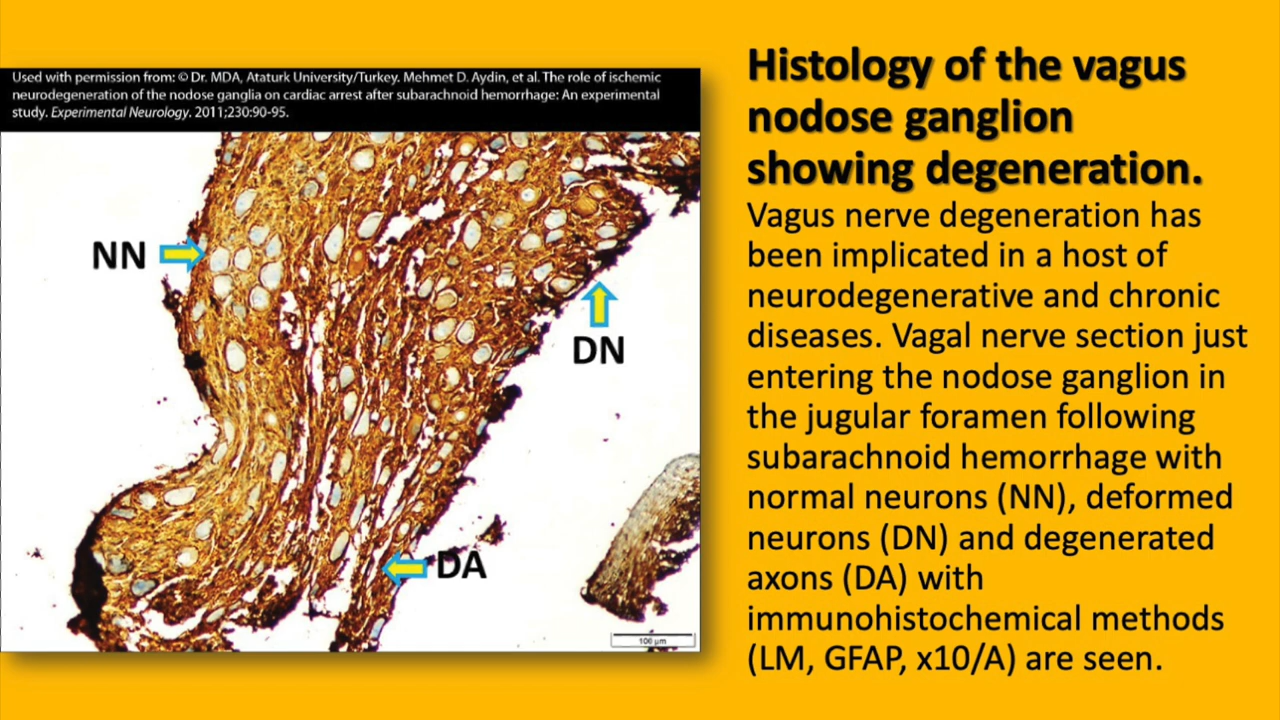 Used with permission from: © Dr. MDA, Ataturk University/Turkey. Mehmet D. Aydin, et al. The role of ischemic
neurodegeneration of the nodose ganglia on cardiac arrest after subarachnoid hemorrhage: An experimental
study. Experimental Neurology. 2011;230:90-95.
NN
DN
DA
100 µm
Histology of the vagus
nodose ganglion
showing degeneration.
Vagus nerve degeneration has
been implicated in a host of
neurodegenerative and chronic
diseases. Vagal nerve section just
entering the nodose ganglion in
the jugular foramen following
subarachnoid hemorrhage with
normal neurons (NN), deformed
neurons (DN) and degenerated
axons (DA) with
immunohistochemical methods
(LM, GFAP, x10/A) are seen.